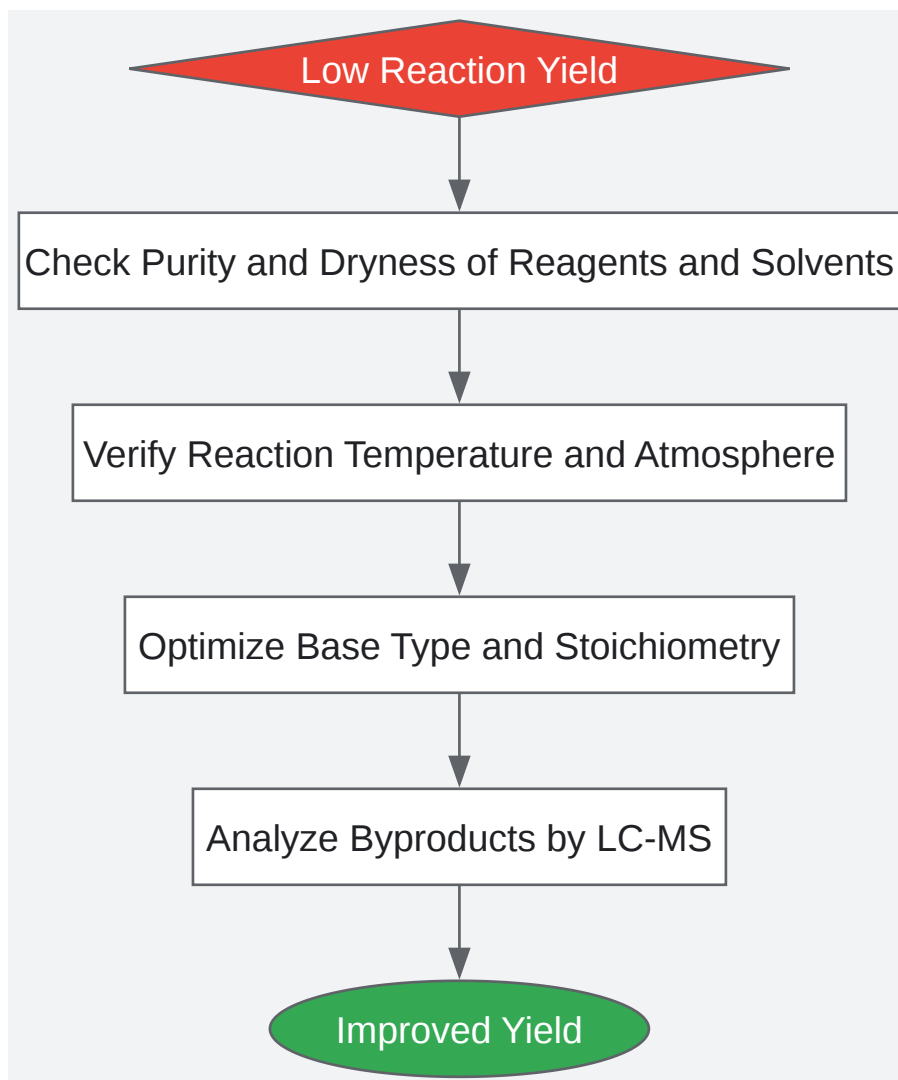 Low Reaction Yield
Check Purity and Dryness of Reagents and Solvents
Verify Reaction Temperature and Atmosphere
Optimize Base Type and Stoichiometry
Analyze Byproducts by LC-MS
Improved Yield